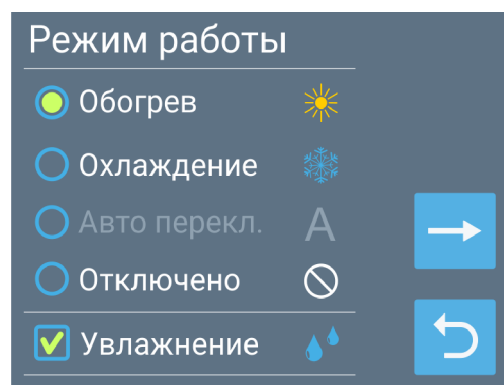 Режим работы
Обогрев
Охлаждение
Авто перекл. A
Отключено
Увлажнение